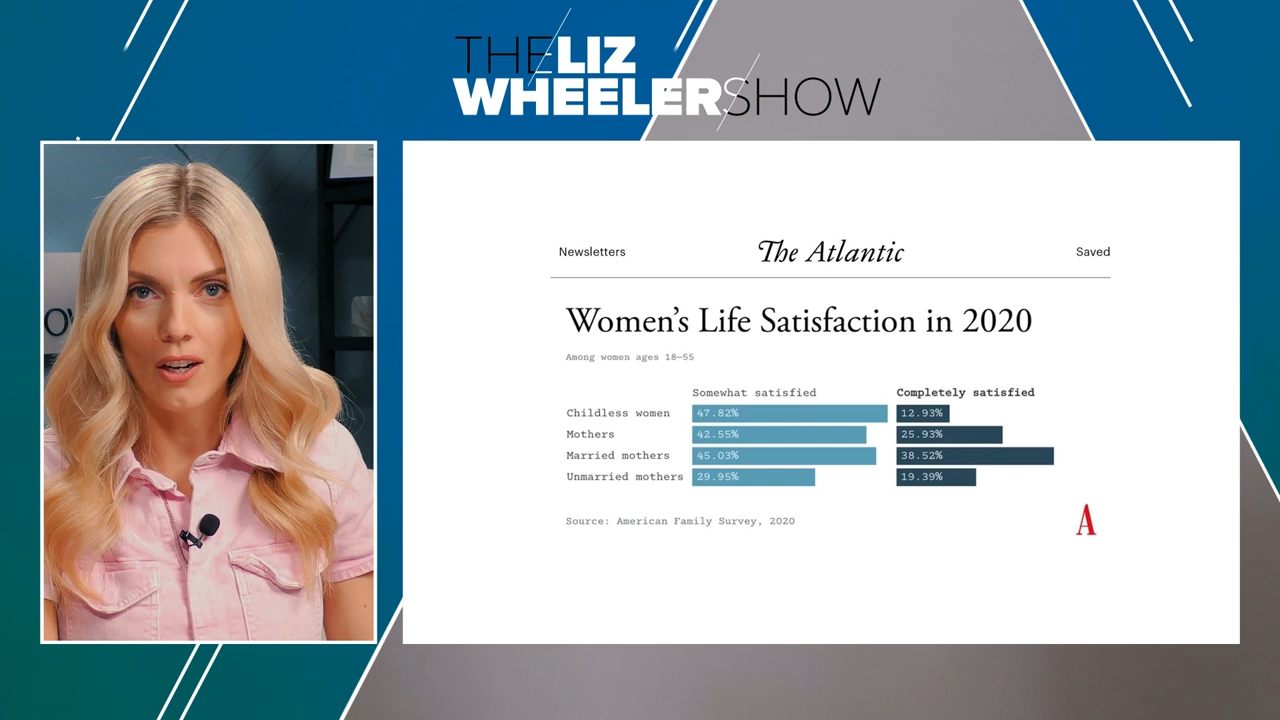 THE LIZ
WHEELER SHOW
OW
Newsletters The Atlantic Saved
Women's Life Satisfaction in 2020
Among women ages 18–55
Somewhat satisfied Completely satisfied
Childless women 47.82% 12.93%
Mothers 42.55% 25.93%
Married mothers 45.03% 38.52%
Unmarried mothers 29.95% 19.39%
Source: American Family Survey, 2020
A